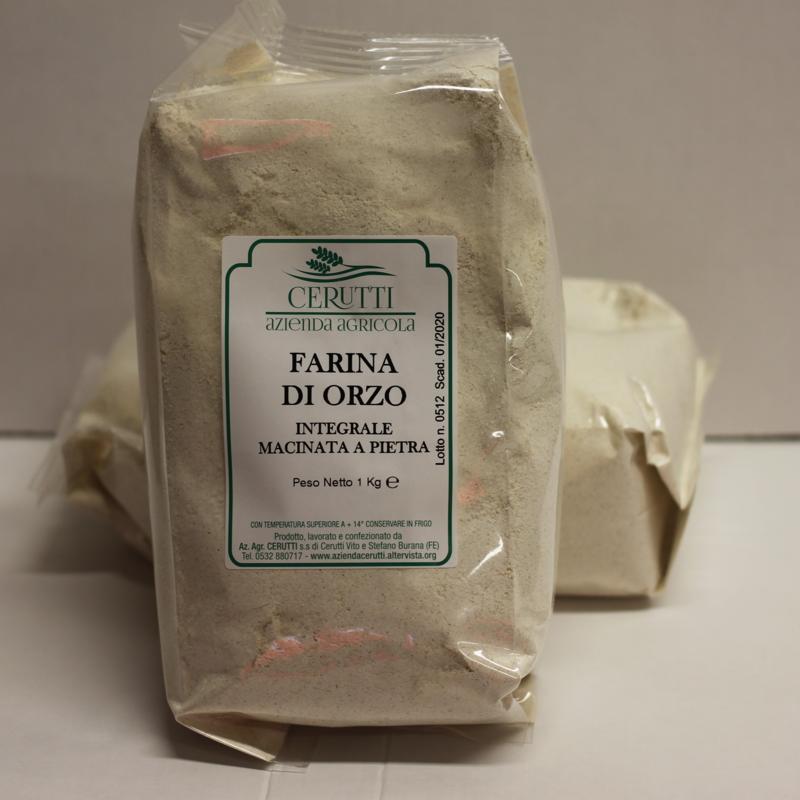 CERUTTI
AZIENDA AGRICOLA
FARINA
DI ORZO
INTEGRALE
MACINATA A PIETRA
Peso Netto 1 Kg ℮
Lotto n. 0512 Scad. 01/2020
CON TEMPERATURA SUPERIORE A + 14° CONSERVARE IN FRIGO
Prodotto, lavorato e confezionato da
Az. Agr. CERUTTI s.s di Cerutti Vito e Stefano Burana (FE)
Tel. 0532 880717 - www.aziendacerutti.altervista.org